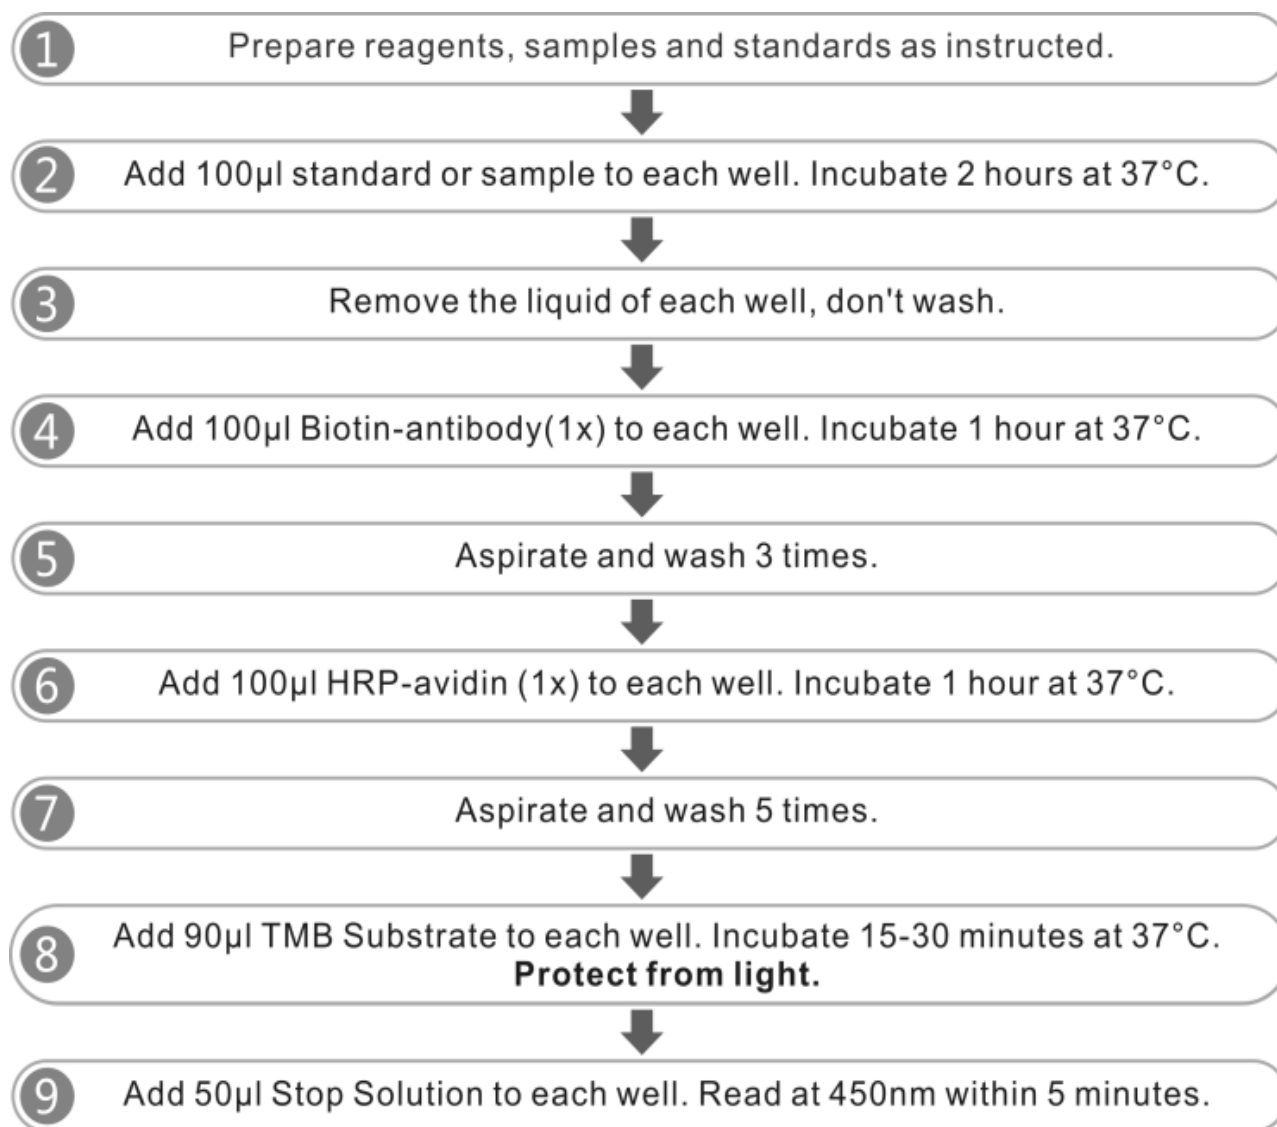 1 Prepare reagents, samples and standards as instructed.
2 Add 100µl standard or sample to each well. Incubate 2 hours at 37°C.
3 Remove the liquid of each well, don't wash.
4 Add 100µl Biotin-antibody(1x) to each well. Incubate 1 hour at 37°C.
5 Aspirate and wash 3 times.
6 Add 100µl HRP-avidin (1x) to each well. Incubate 1 hour at 37°C.
7 Aspirate and wash 5 times.
8 Add 90µl TMB Substrate to each well. Incubate 15-30 minutes at 37°C.
Protect from light.
9 Add 50µl Stop Solution to each well. Read at 450nm within 5 minutes.